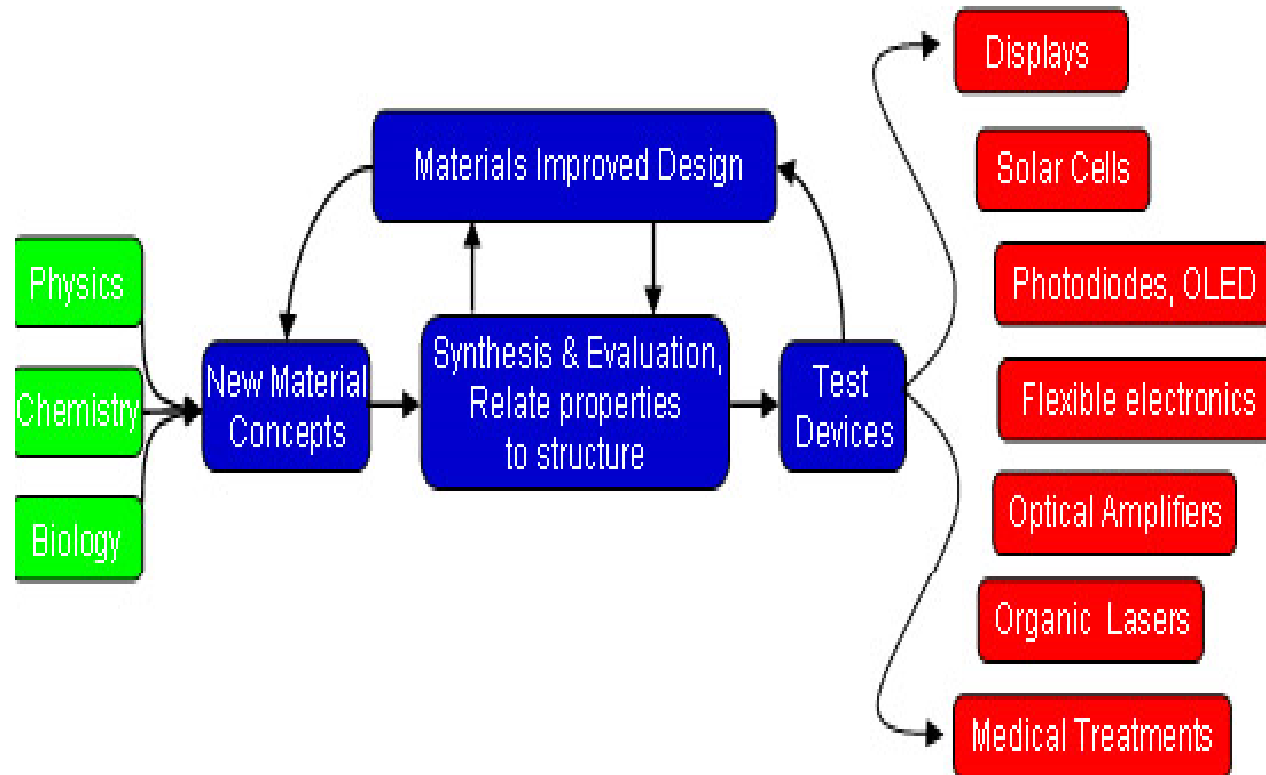 Displays
Materials Improved Design
Solar Cells
Physics
Photodiodes, OLED
New Material
Concepts
Synthesis & Evaluation,
Relate properties
to structure
Test
Devices
Chemistry
Flexible electronics
Biology
Optical Amplifiers
Organic Lasers
Medical Treatments